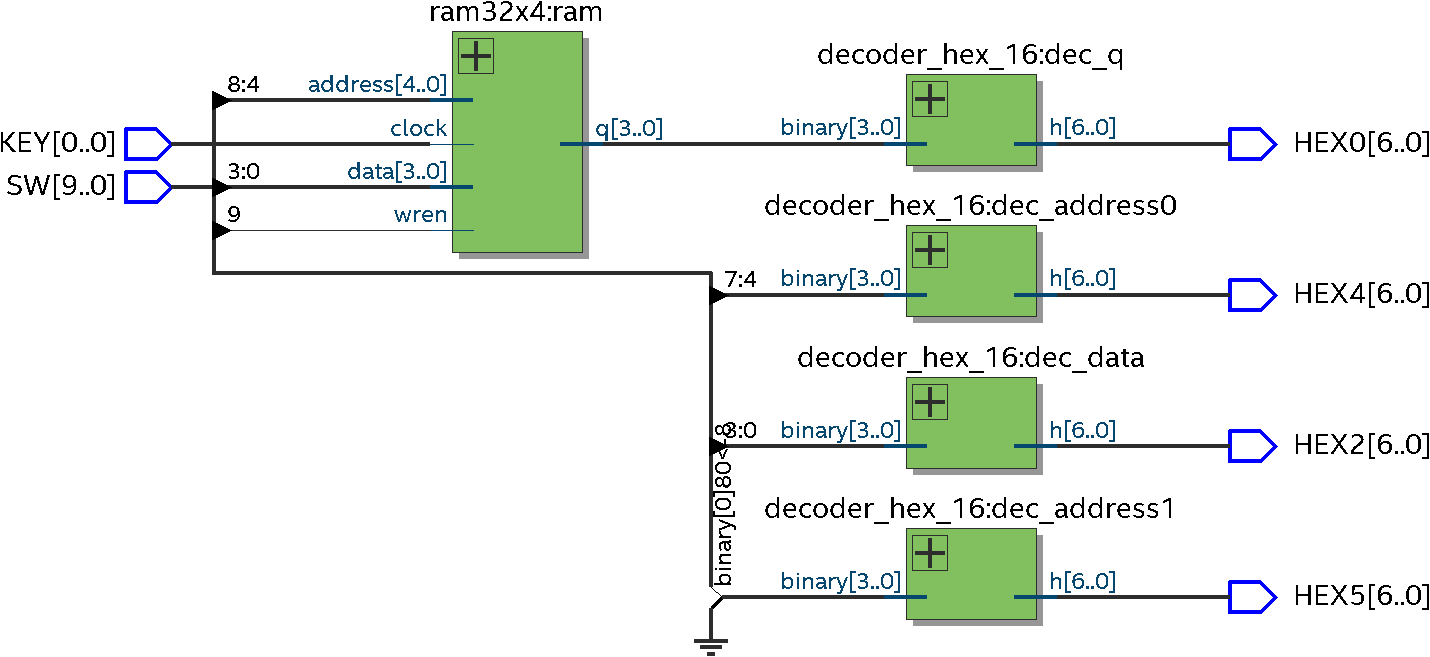 ram32x4:ram
8:4
address[4..0]
KEY[0..0]
clock
q[3..0]
SW[9..0]
3:0
data[3..0]
9
wren
decoder_hex_16:dec_q
binary[3..0]
h[6..0]
HEX0[6..0]
decoder_hex_16:dec_address0
7:4
binary[3..0]
h[6..0]
HEX4[6..0]
decoder_hex_16:dec_data
3:0
binary[3..0]
h[6..0]
HEX2[6..0]
decoder_hex_16:dec_address1
binary[3..0]
h[6..0]
HEX5[6..0]